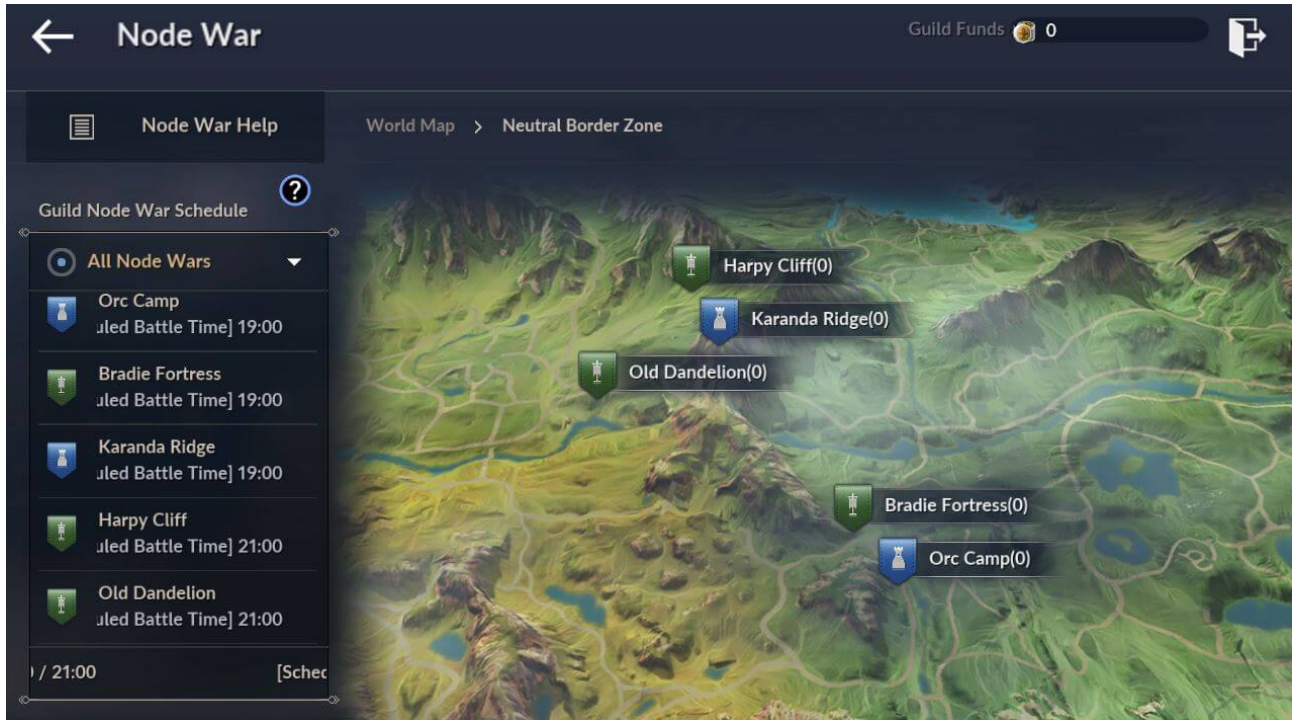 Node War
Guild Funds 0
Node War Help
World Map > Neutral Border Zone
?
Guild Node War Schedule
All Node Wars
Orc Camp
uled Battle Time] 19:00
Bradie Fortress
uled Battle Time] 19:00
Karanda Ridge
uled Battle Time] 19:00
Harpy Cliff
uled Battle Time] 21:00
Old Dandelion
uled Battle Time] 21:00
/ 21:00 [Sched
Harpy Cliff(0)
Karanda Ridge(0)
Old Dandelion(0)
Bradie Fortress(0)
Orc Camp(0)